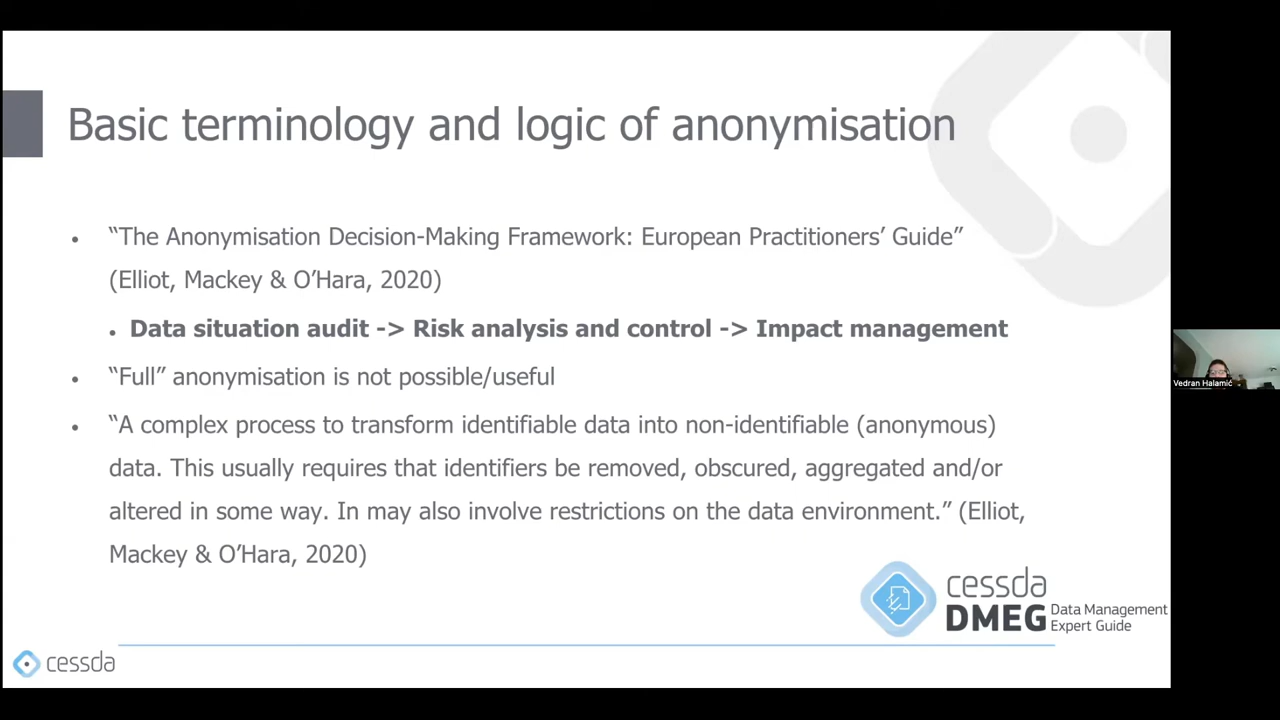 Basic terminology and logic of anonymisation
• “The Anonymisation Decision-Making Framework: European Practitioners’ Guide”
(Elliot, Mackey & O’Hara, 2020)
• Data situation audit -> Risk analysis and control -> Impact management
• “Full” anonymisation is not possible/useful
• “A complex process to transform identifiable data into non-identifiable (anonymous)
data. This usually requires that identifiers be removed, obscured, aggregated and/or
altered in some way. In may also involve restrictions on the data environment.” (Elliot,
Mackey & O’Hara, 2020)
cessda
DMEG Data Management
Expert Guide
cessda
Vedran Halamić